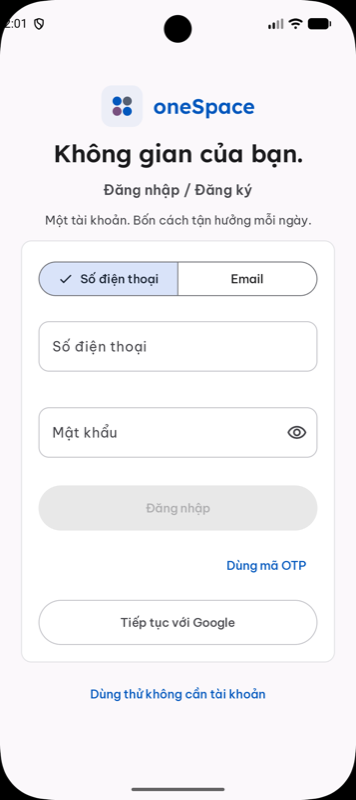 2:01
oneSpace
Không gian của bạn.
Đăng nhập / Đăng ký
Một tài khoản. Bốn cách tận hưởng mỗi ngày.
Số điện thoại
Email
Số điện thoại
Mật khẩu
Đăng nhập
Dùng mã OTP
Tiếp tục với Google
Dùng thử không cần tài khoản